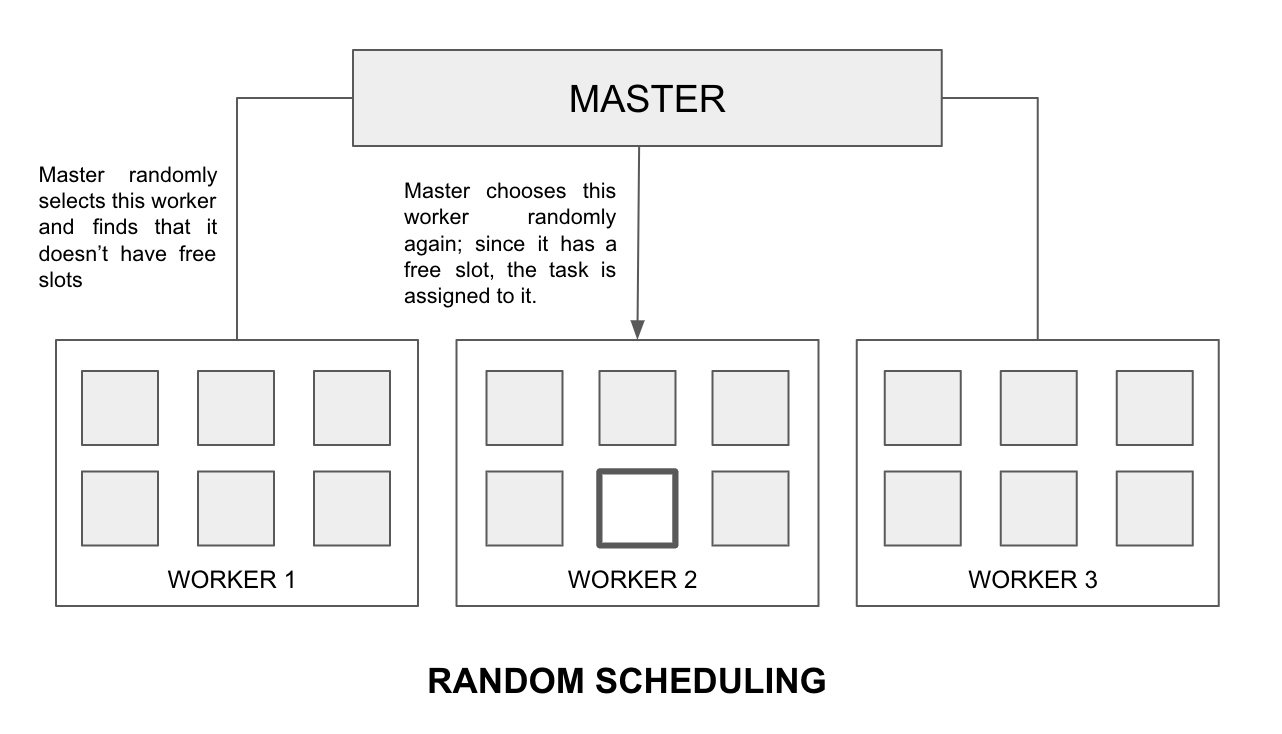 MASTER
Master randomly
selects this worker
and finds that it
doesn’t have free
slots
Master chooses this
worker randomly
again; since it has a
free slot, the task is
assigned to it.
WORKER 1
WORKER 2
WORKER 3
RANDOM SCHEDULING